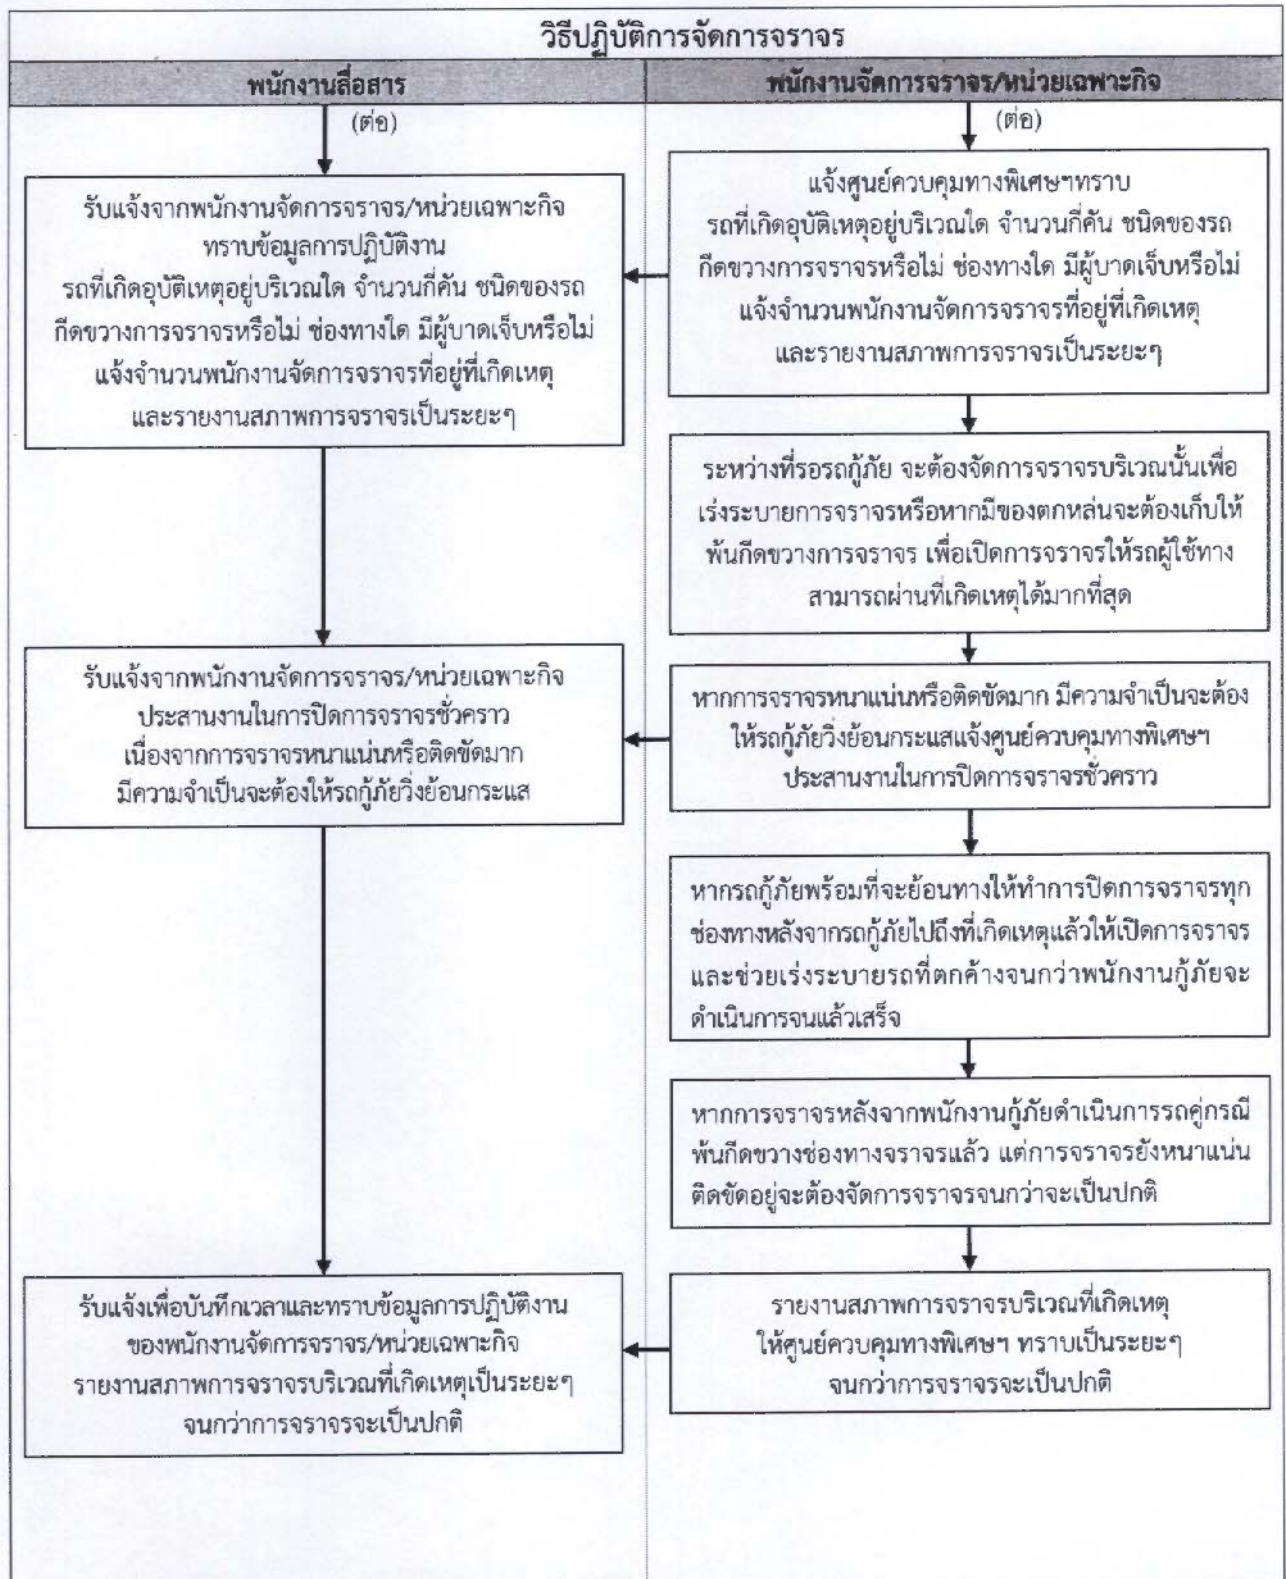 วิธีปฏิบัติการจัดการจราจร
พนักงานสื่อสาร
พนักงานจัดการจราจร/หน่วยเฉพาะกิจ
(ต่อ)
(ต่อ)
แจ้งศูนย์ควบคุมทางพิเศษฯทราบ
รถที่เกิดอุบัติเหตุอยู่บริเวณใด จำนวนกี่คัน ชนิดของรถ
กีดขวางการจราจรหรือไม่ ช่องทางใด มีผู้บาดเจ็บหรือไม่
แจ้งจำนวนพนักงานจัดการจราจรที่อยู่ที่เกิดเหตุ
และรายงานสภาพการจราจรเป็นระยะๆ
รับแจ้งจากพนักงานจัดการจราจร/หน่วยเฉพาะกิจ
ทราบข้อมูลการปฏิบัติงาน
รถที่เกิดอุบัติเหตุอยู่บริเวณใด จำนวนกี่คัน ชนิดของรถ
กีดขวางการจราจรหรือไม่ ช่องทางใด มีผู้บาดเจ็บหรือไม่
แจ้งจำนวนพนักงานจัดการจราจรที่อยู่ที่เกิดเหตุ
และรายงานสภาพการจราจรเป็นระยะๆ
ระหว่างที่รอรถกู้ภัย จะต้องจัดการจราจรบริเวณนั้นเพื่อ
เร่งระบายการจราจรหรือหากมีของตกหล่นจะต้องเก็บให้
พ้นกีดขวางการจราจร เพื่อเปิดการจราจรให้รถผู้ใช้ทาง
สามารถผ่านที่เกิดเหตุได้มากที่สุด
หากการจราจรหนาแน่นหรือติดขัดมาก มีความจำเป็นจะต้อง
ให้รถกู้ภัยวิ่งย้อนกระแสแจ้งศูนย์ควบคุมทางพิเศษฯ
ประสานงานในการปิดการจราจรชั่วคราว
รับแจ้งจากพนักงานจัดการจราจร/หน่วยเฉพาะกิจ
ประสานงานในการปิดการจราจรชั่วคราว
เนื่องจากการจราจรหนาแน่นหรือติดขัดมาก
มีความจำเป็นจะต้องให้รถกู้ภัยวิ่งย้อนกระแส
หากรถกู้ภัยพร้อมที่จะย้อนทางให้ทำการปิดการจราจรทุก
ช่องทางหลังจากรถกู้ภัยไปถึงที่เกิดเหตุแล้วให้เปิดการจราจร
และช่วยเร่งระบายรถที่ตกค้างจนกว่าพนักงานกู้ภัยจะ
ดำเนินการจนแล้วเสร็จ
หากการจราจรหลังจากพนักงานกู้ภัยดำเนินการรถคู่กรณี
พ้นกีดขวางช่องทางจราจรแล้ว แต่การจราจรยังหนาแน่น
ติดขัดอยู่จะต้องจัดการจราจรจนกว่าจะเป็นปกติ
รายงานสภาพการจราจรบริเวณที่เกิดเหตุ
ให้ศูนย์ควบคุมทางพิเศษฯ ทราบเป็นระยะๆ
จนกว่าการจราจรจะเป็นปกติ
รับแจ้งเพื่อบันทึกเวลาและทราบข้อมูลการปฏิบัติงาน
ของพนักงานจัดการจราจร/หน่วยเฉพาะกิจ
รายงานสภาพการจราจรบริเวณที่เกิดเหตุเป็นระยะๆ
จนกว่าการจราจรจะเป็นปกติ